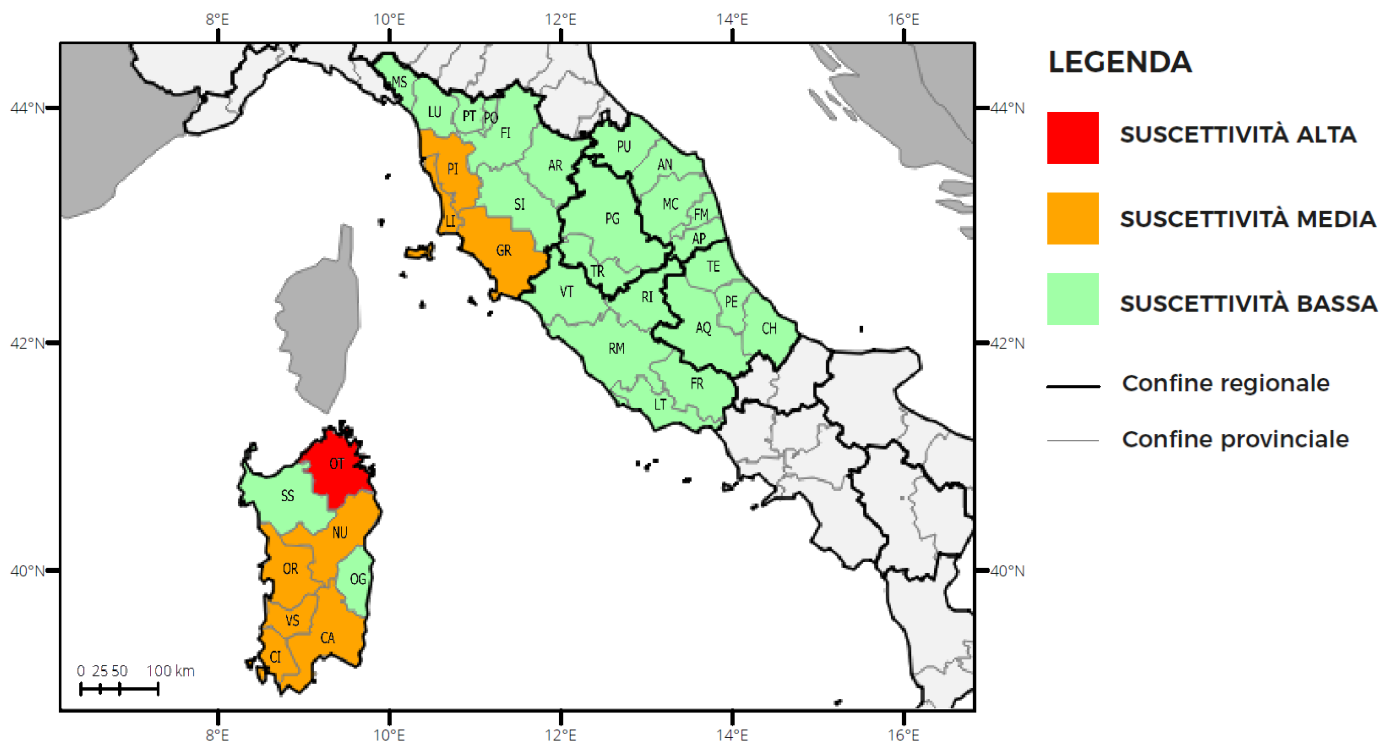 8°E 10°E 12°E 14°E 16°E
LEGENDA
44°N 44°N
SUSCETTIVITÀ ALTA
SUSCETTIVITÀ MEDIA
SUSCETTIVITÀ BASSA
Confine regionale
Confine provinciale
MS
LU PT PO
FI
PU
AR AN
PI
SI MC
FM
LI PG
AP
GR
TR TE
VT RI PE
AQ CH
42°N 42°N
RM
FR
LT
OT
SS
NU
40°N 40°N
OR OG
VS
CA
CI
0 25 50 100 km
8°E 10°E 12°E 14°E 16°E